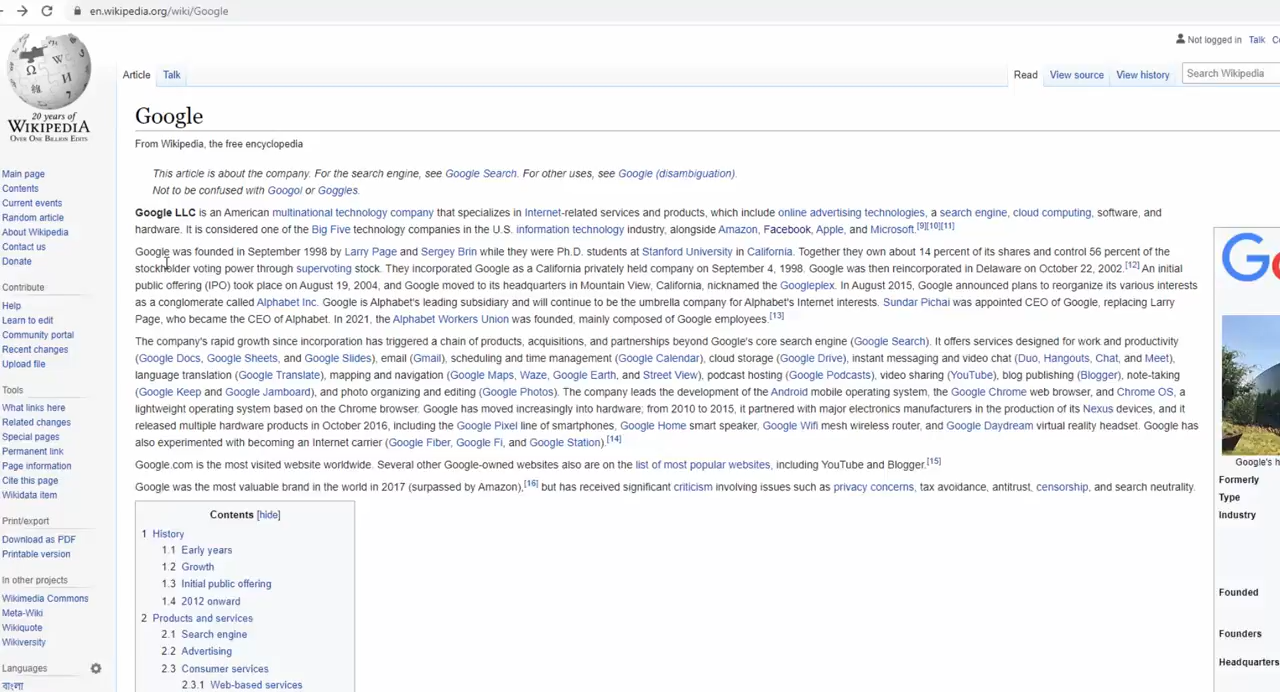 en.wikipedia.org/wiki/Google
Not logged in Talk
Article Talk Read View source View history Search Wikipedia
20 years of
WIKIPEDIA
OVER ONE BILLION EDITS
Google
From Wikipedia, the free encyclopedia
This article is about the company. For the search engine, see Google Search. For other uses, see Google (disambiguation).
Not to be confused with Googol or Goggles.
Google LLC is an American multinational technology company that specializes in Internet-related services and products, which include online advertising technologies, a search engine, cloud computing, software, and
hardware. It is considered one of the Big Five technology companies in the U.S. information technology industry, alongside Amazon, Facebook, Apple, and Microsoft.[9][10][11]
Google was founded in September 1998 by Larry Page and Sergey Brin while they were Ph.D. students at Stanford University in California. Together they own about 14 percent of its shares and control 56 percent of the
stockholder voting power through supervoting stock. They incorporated Google as a California privately held company on September 4, 1998. Google was then reincorporated in Delaware on October 22, 2002.[12] An initial
public offering (IPO) took place on August 19, 2004, and Google moved to its headquarters in Mountain View, California, nicknamed the Googleplex. In August 2015, Google announced plans to reorganize its various interests
as a conglomerate called Alphabet Inc. Google is Alphabet's leading subsidiary and will continue to be the umbrella company for Alphabet's Internet interests. Sundar Pichai was appointed CEO of Google, replacing Larry
Page, who became the CEO of Alphabet. In 2021, the Alphabet Workers Union was founded, mainly composed of Google employees.[13]
The company's rapid growth since incorporation has triggered a chain of products, acquisitions, and partnerships beyond Google's core search engine (Google Search). It offers services designed for work and productivity
(Google Docs, Google Sheets, and Google Slides), email (Gmail), scheduling and time management (Google Calendar), cloud storage (Google Drive), instant messaging and video chat (Duo, Hangouts, Chat, and Meet),
language translation (Google Translate), mapping and navigation (Google Maps, Waze, Google Earth, and Street View), podcast hosting (Google Podcasts), video sharing (YouTube), blog publishing (Blogger), note-taking
(Google Keep and Google Jamboard), and photo organizing and editing (Google Photos). The company leads the development of the Android mobile operating system, the Google Chrome web browser, and Chrome OS, a
lightweight operating system based on the Chrome browser. Google has moved increasingly into hardware; from 2010 to 2015, it partnered with major electronics manufacturers in the production of its Nexus devices, and it
released multiple hardware products in October 2016, including the Google Pixel line of smartphones, Google Home smart speaker, Google Wifi mesh wireless router, and Google Daydream virtual reality headset. Google has
also experimented with becoming an Internet carrier (Google Fiber, Google Fi, and Google Station).[14]
Google.com is the most visited website worldwide. Several other Google-owned websites also are on the list of most popular websites, including YouTube and Blogger.[15]
Google was the most valuable brand in the world in 2017 (surpassed by Amazon),[16] but has received significant criticism involving issues such as privacy concerns, tax avoidance, antitrust, censorship, and search neutrality.
Contents [hide]
1 History
1.1 Early years
1.2 Growth
1.3 Initial public offering
1.4 2012 onward
2 Products and services
2.1 Search engine
2.2 Advertising
2.3 Consumer services
2.3.1 Web-based services
Main page
Contents
Current events
Random article
About Wikipedia
Contact us
Donate
Contribute
Help
Learn to edit
Community portal
Recent changes
Upload file
Tools
What links here
Related changes
Special pages
Permanent link
Page information
Cite this page
Wikidata item
Print/export
Download as PDF
Printable version
In other projects
Wikimedia Commons
Meta-Wiki
Wikiquote
Wikiversity
Languages
বাংলা
Google's h
Formerly
Type
Industry
Founded
Founders
Headquarters